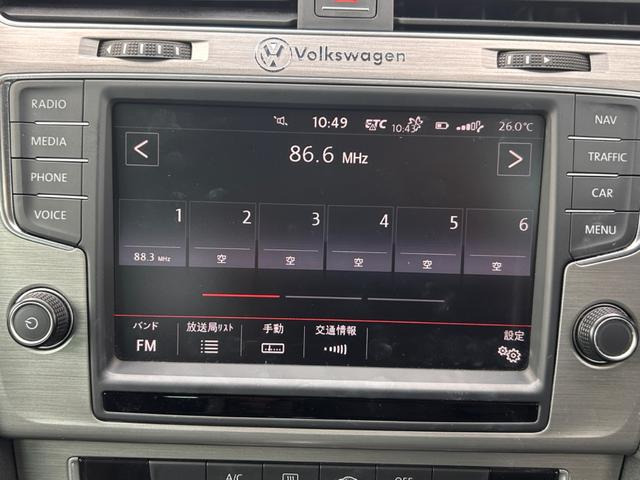 Volkswagen
RADIO
MEDIA
PHONE
VOICE
10:49 ETC 10:43 26.0°C
86.6 MHz
1 2 3 4 5 6
88.3 MHz 空 空 空 空 空
バンド 放送局ﾘｽﾄ 手動 交通情報 設定
FM
NAV
TRAFFIC
CAR
MENU
A/C OFF